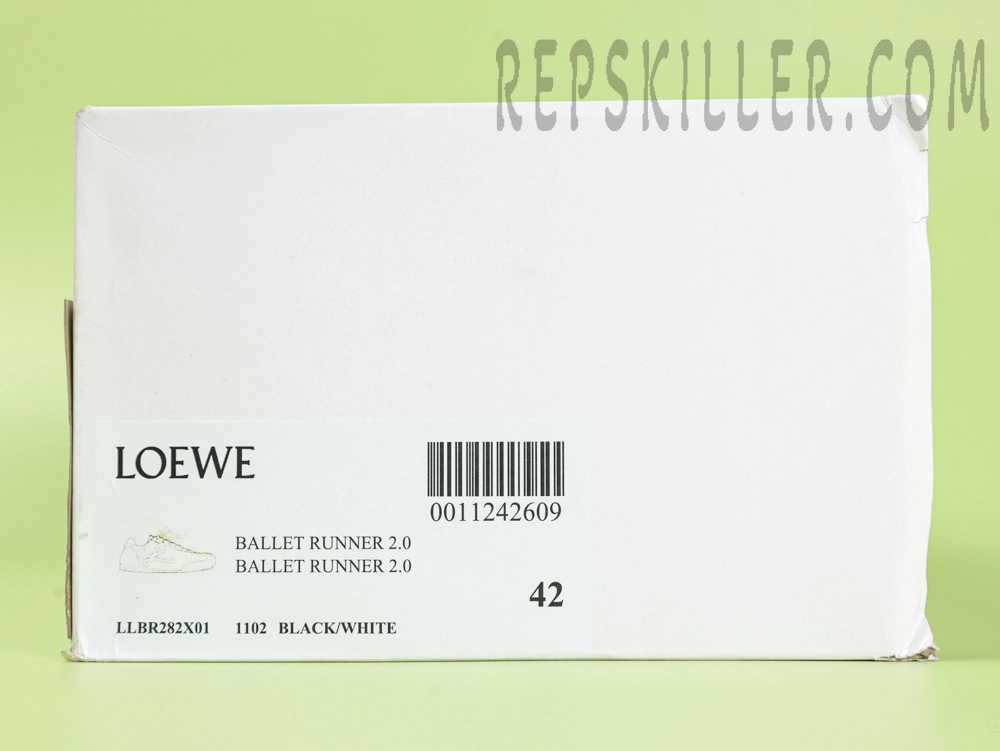 REPSKILLER.COM
LOEWE
0011242609
BALLET RUNNER 2.0
BALLET RUNNER 2.0
42
LLBR282X01 1102 BLACK/WHITE